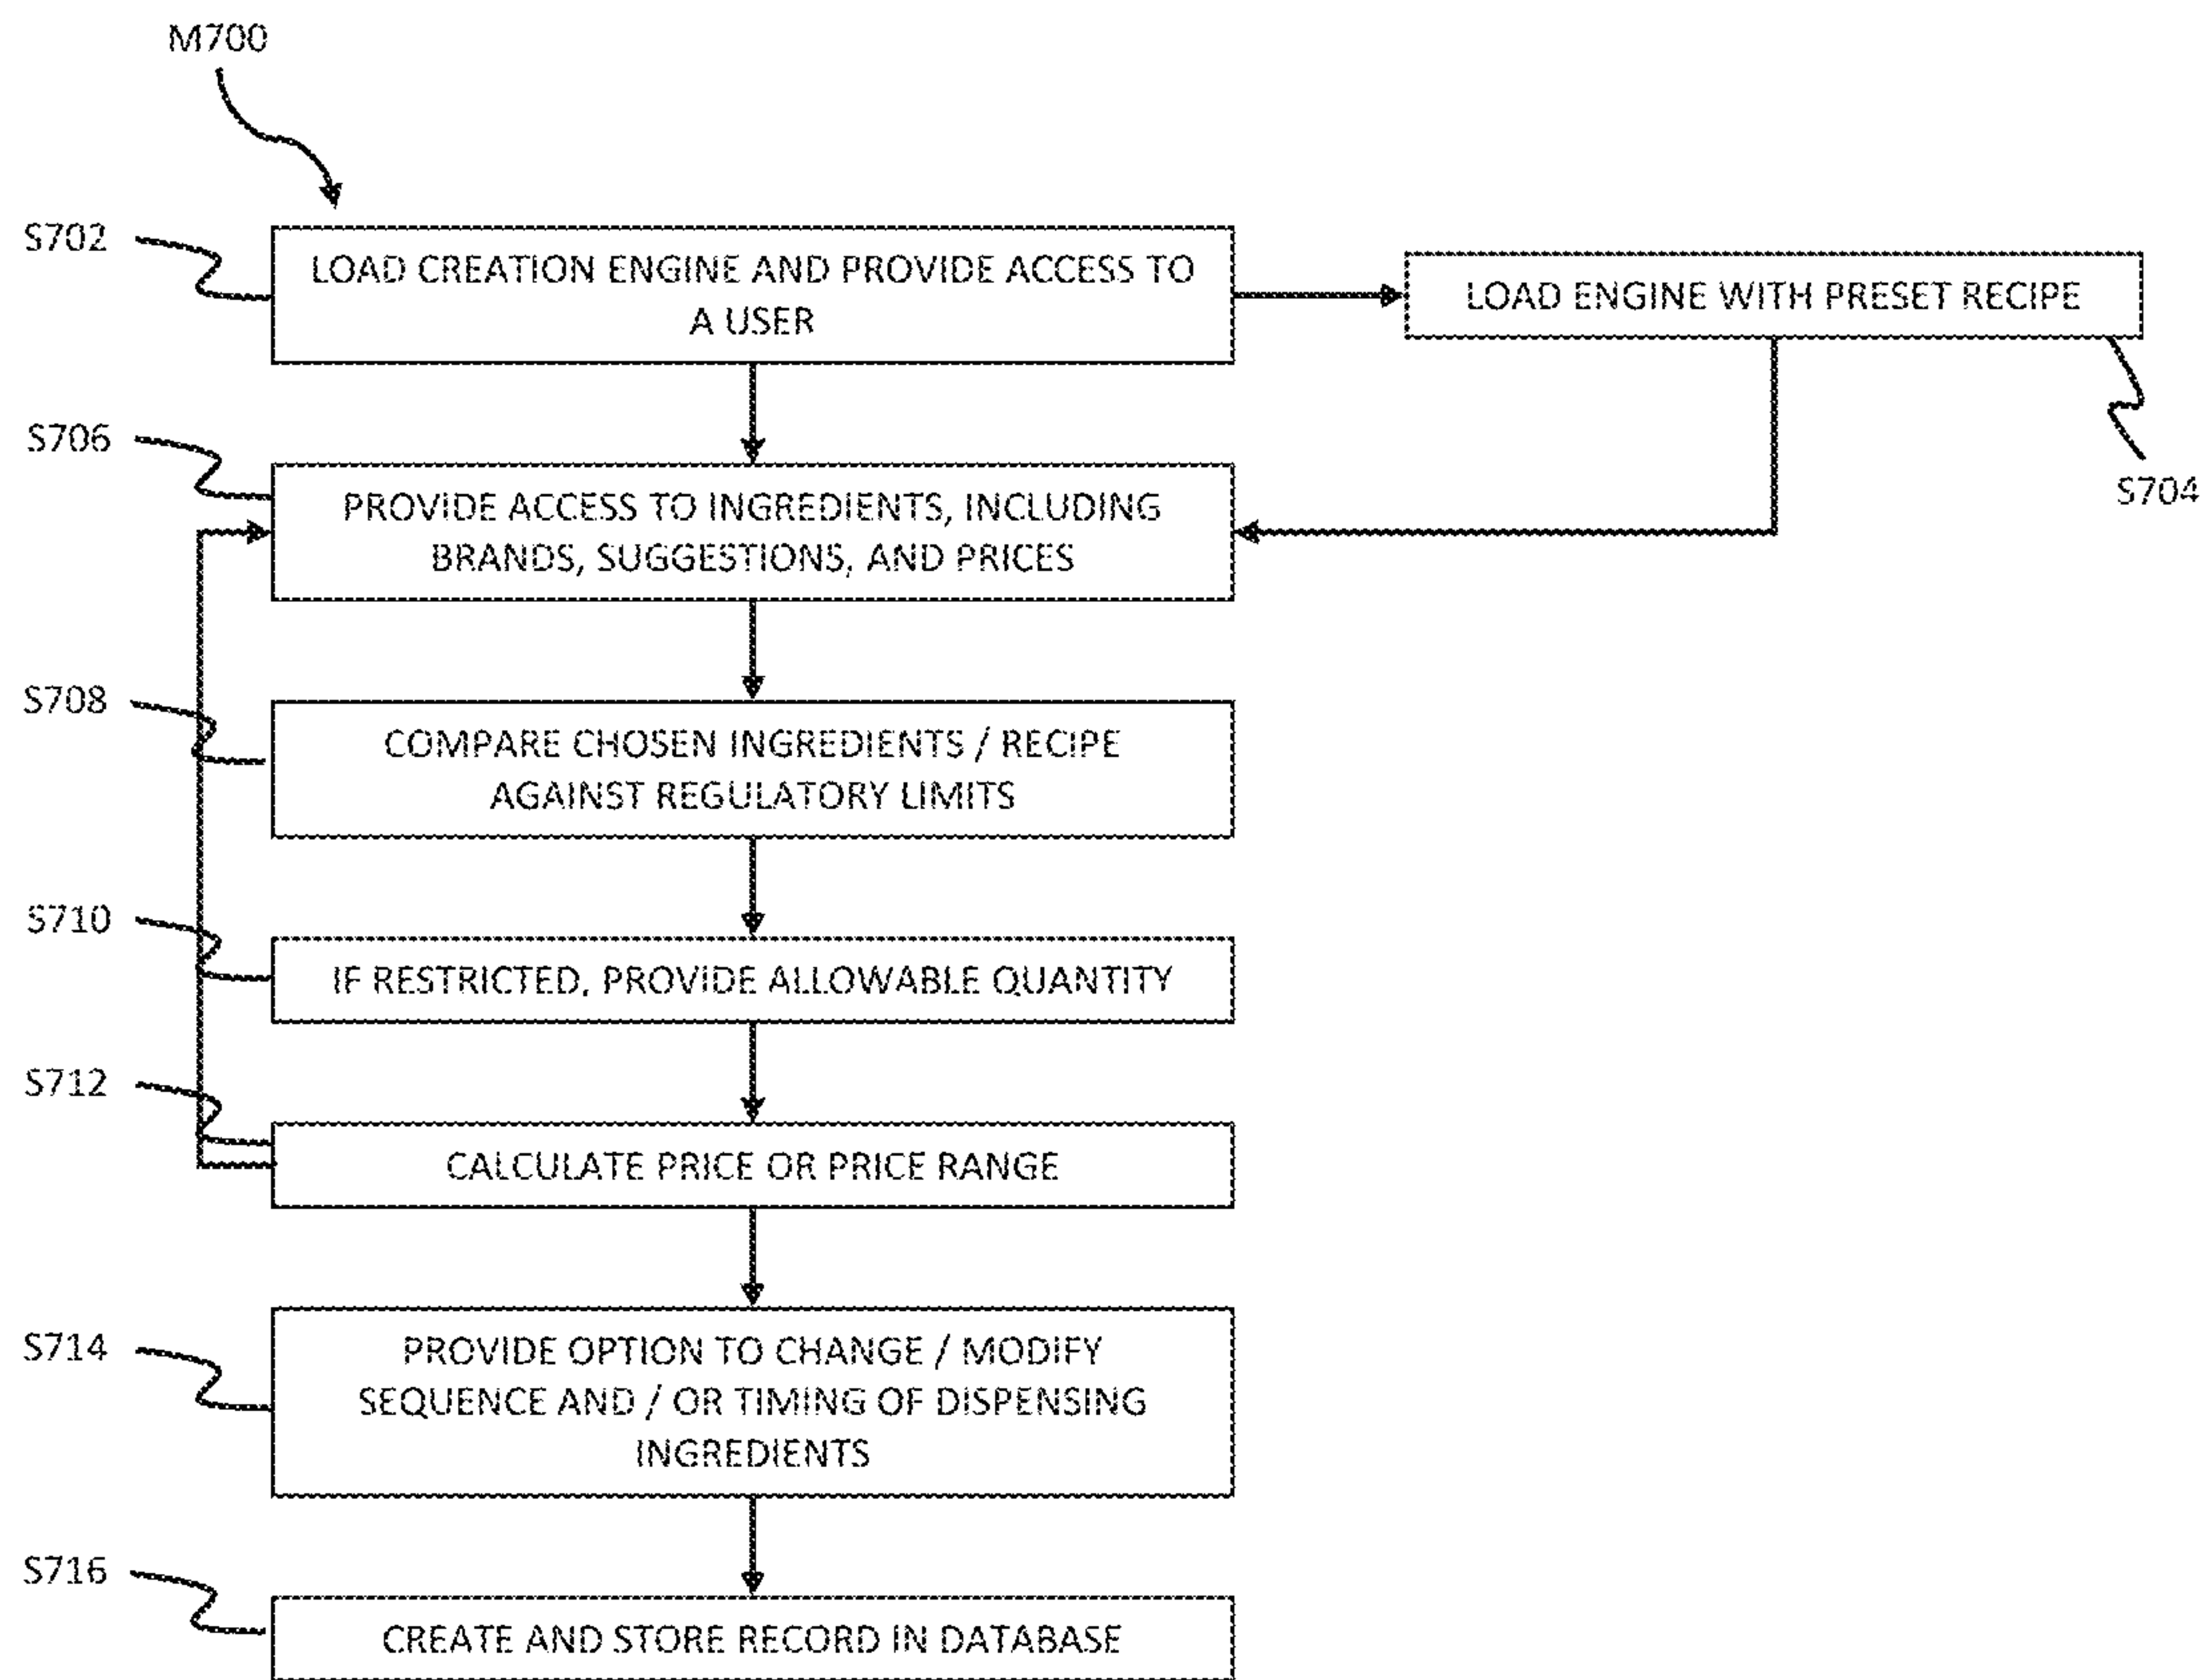 M700
S702
LOAD CREATION ENGINE AND PROVIDE ACCESS TO
A USER
LOAD ENGINE WITH PRESET RECIPE
S704
S706
PROVIDE ACCESS TO INGREDIENTS, INCLUDING
BRANDS, SUGGESTIONS, AND PRICES
S708
COMPARE CHOSEN INGREDIENTS / RECIPE
AGAINST REGULATORY LIMITS
S710
IF RESTRICTED, PROVIDE ALLOWABLE QUANTITY
S712
CALCULATE PRICE OR PRICE RANGE
S714
PROVIDE OPTION TO CHANGE / MODIFY
SEQUENCE AND / OR TIMING OF DISPENSING
INGREDIENTS
S716
CREATE AND STORE RECORD IN DATABASE